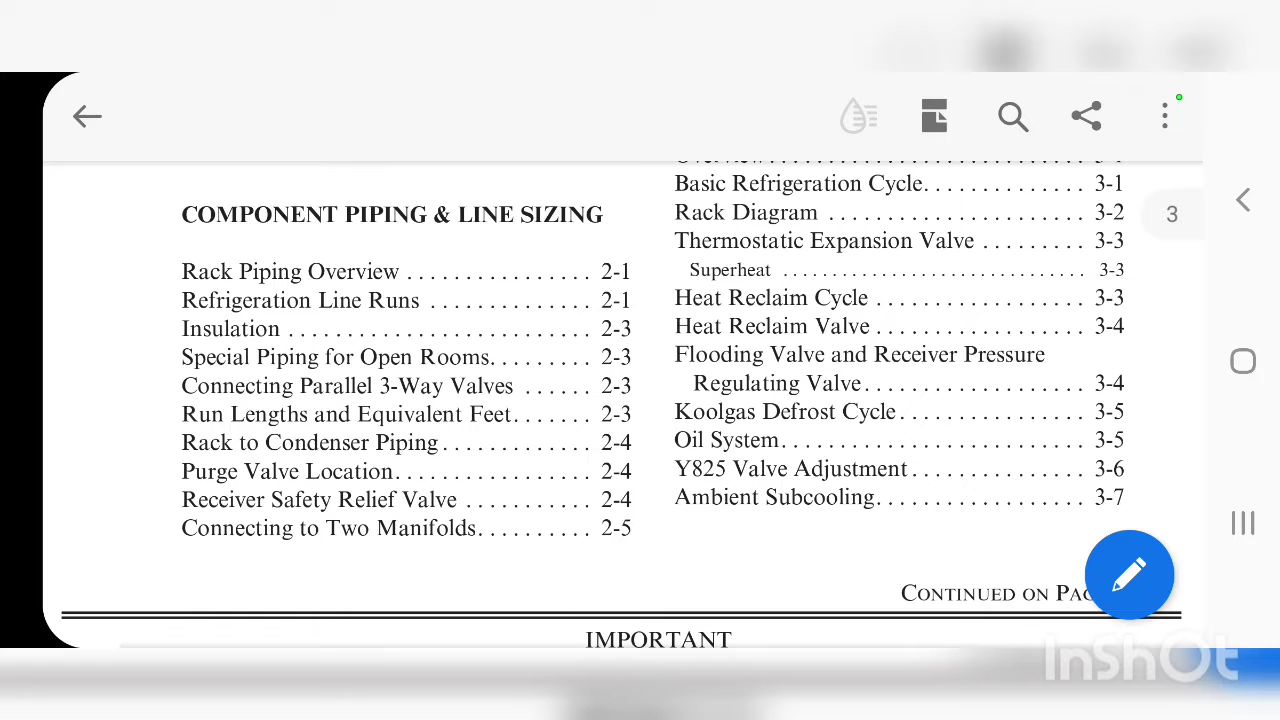 3
COMPONENT PIPING & LINE SIZING
Rack Piping Overview . . . . . . . . . . . . . . . . 2-1
Refrigeration Line Runs . . . . . . . . . . . . . . 2-1
Insulation . . . . . . . . . . . . . . . . . . . . . . . . . . 2-3
Special Piping for Open Rooms. . . . . . . . . 2-3
Connecting Parallel 3-Way Valves . . . . . . 2-3
Run Lengths and Equivalent Feet. . . . . . . 2-3
Rack to Condenser Piping . . . . . . . . . . . . . 2-4
Purge Valve Location. . . . . . . . . . . . . . . . . 2-4
Receiver Safety Relief Valve . . . . . . . . . . . 2-4
Connecting to Two Manifolds. . . . . . . . . . 2-5
Basic Refrigeration Cycle. . . . . . . . . . . . . . 3-1
Rack Diagram . . . . . . . . . . . . . . . . . . . . . . 3-2
Thermostatic Expansion Valve . . . . . . . . . 3-3
Superheat . . . . . . . . . . . . . . . . . . . . . . . . . . . . . . . 3-3
Heat Reclaim Cycle . . . . . . . . . . . . . . . . . . 3-3
Heat Reclaim Valve . . . . . . . . . . . . . . . . . . 3-4
Flooding Valve and Receiver Pressure
Regulating Valve. . . . . . . . . . . . . . . . . . . 3-4
Koolgas Defrost Cycle. . . . . . . . . . . . . . . . 3-5
Oil System. . . . . . . . . . . . . . . . . . . . . . . . . . 3-5
Y825 Valve Adjustment . . . . . . . . . . . . . . . 3-6
Ambient Subcooling. . . . . . . . . . . . . . . . . . 3-7
CONTINUED ON
IMPORTANT
InShOt